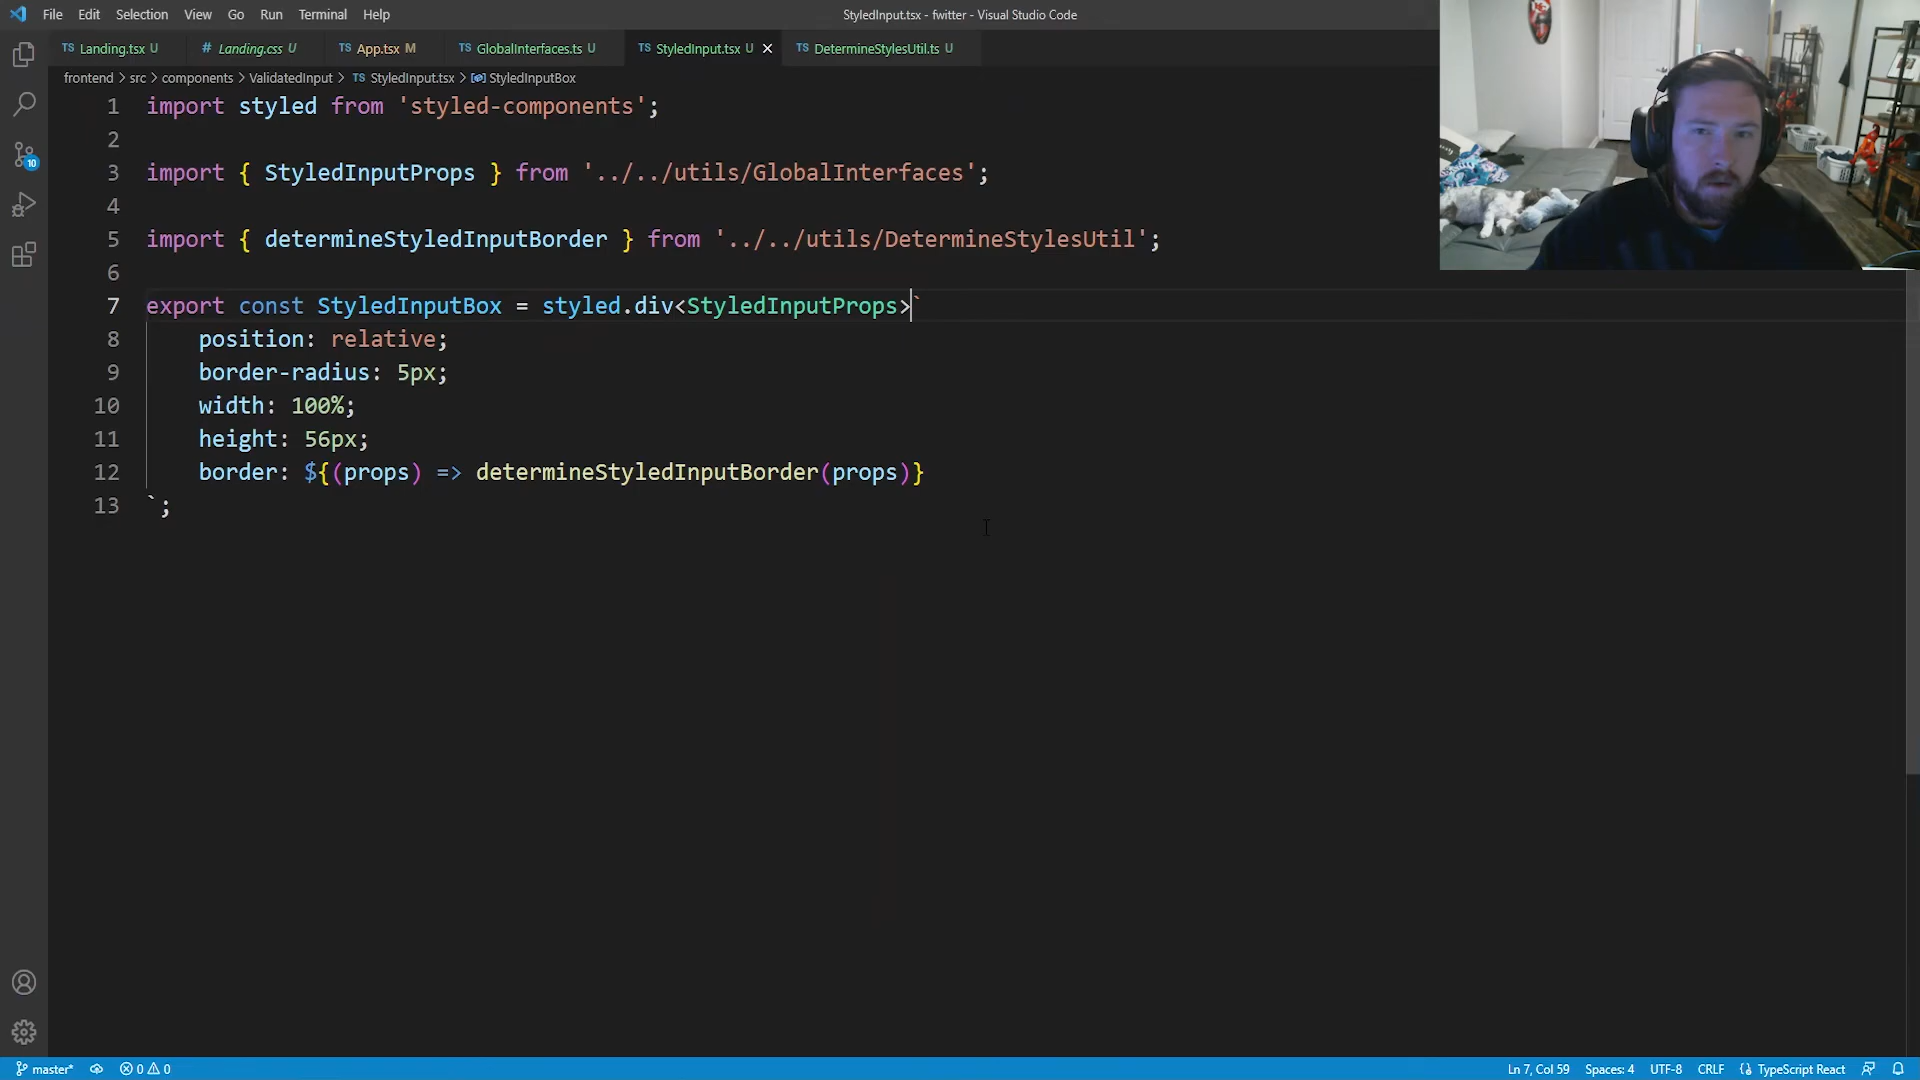 File Edit Selection View Go Run Terminal Help
StyledInput.tsx - fwitter - Visual Studio Code
TS Landing.tsx U
# Landing.css U
TS App.tsx M
TS GlobalInterfaces.ts U
TS StyledInput.tsx U
TS DetermineStylesUtil.ts U
frontend > src > components > ValidatedInput > TS StyledInput.tsx > StyledInputBox
1 import styled from 'styled-components';
2
3 import { StyledInputProps } from '../../utils/GlobalInterfaces';
4
5 import { determineStyledInputBorder } from '../../utils/DetermineStylesUtil';
6
7 export const StyledInputBox = styled.div<StyledInputProps>`
8 position: relative;
9 border-radius: 5px;
10 width: 100%;
11 height: 56px;
12 border: ${(props) => determineStyledInputBorder(props)}
13 `;
10
master* 0 0
Ln 7, Col 59 Spaces: 4 UTF-8 CRLF TypeScript React